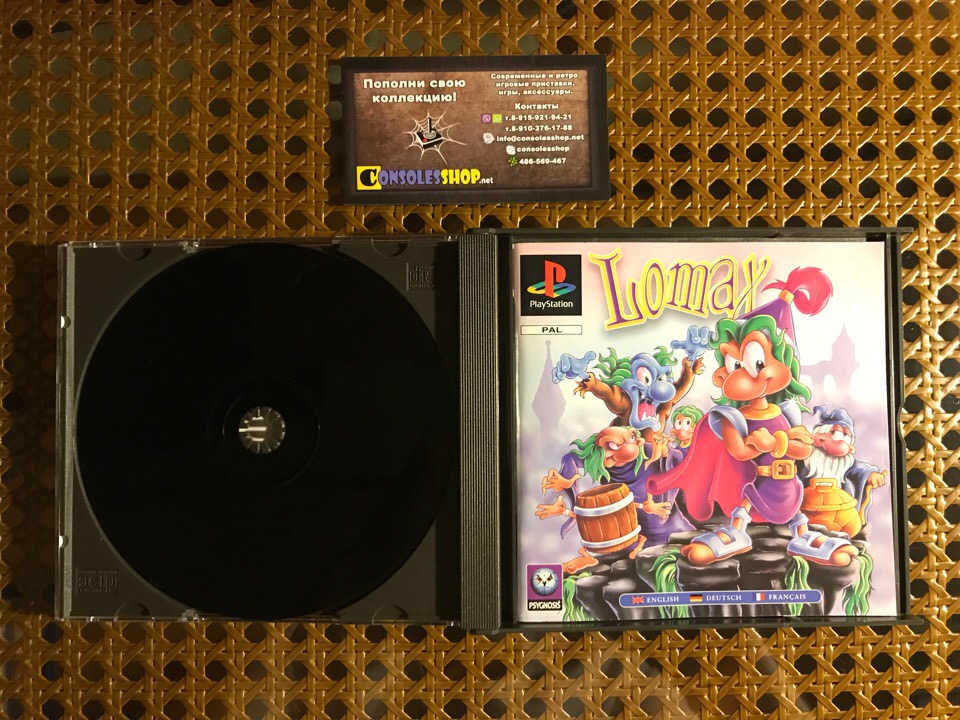 Пополни свою
коллекцию!
Современные и ретро
игровые приставки,
игры, аксессуары.
Контакты
т.8-915-921-94-21
т.8-910-376-17-88
info@consolesshop.net
consolesshop
486-569-467
CONSOLESSHOP.net
PlayStation
PAL
Lomax
PSYGNOSIS
ENGLISH DEUTSCH FRANÇAIS